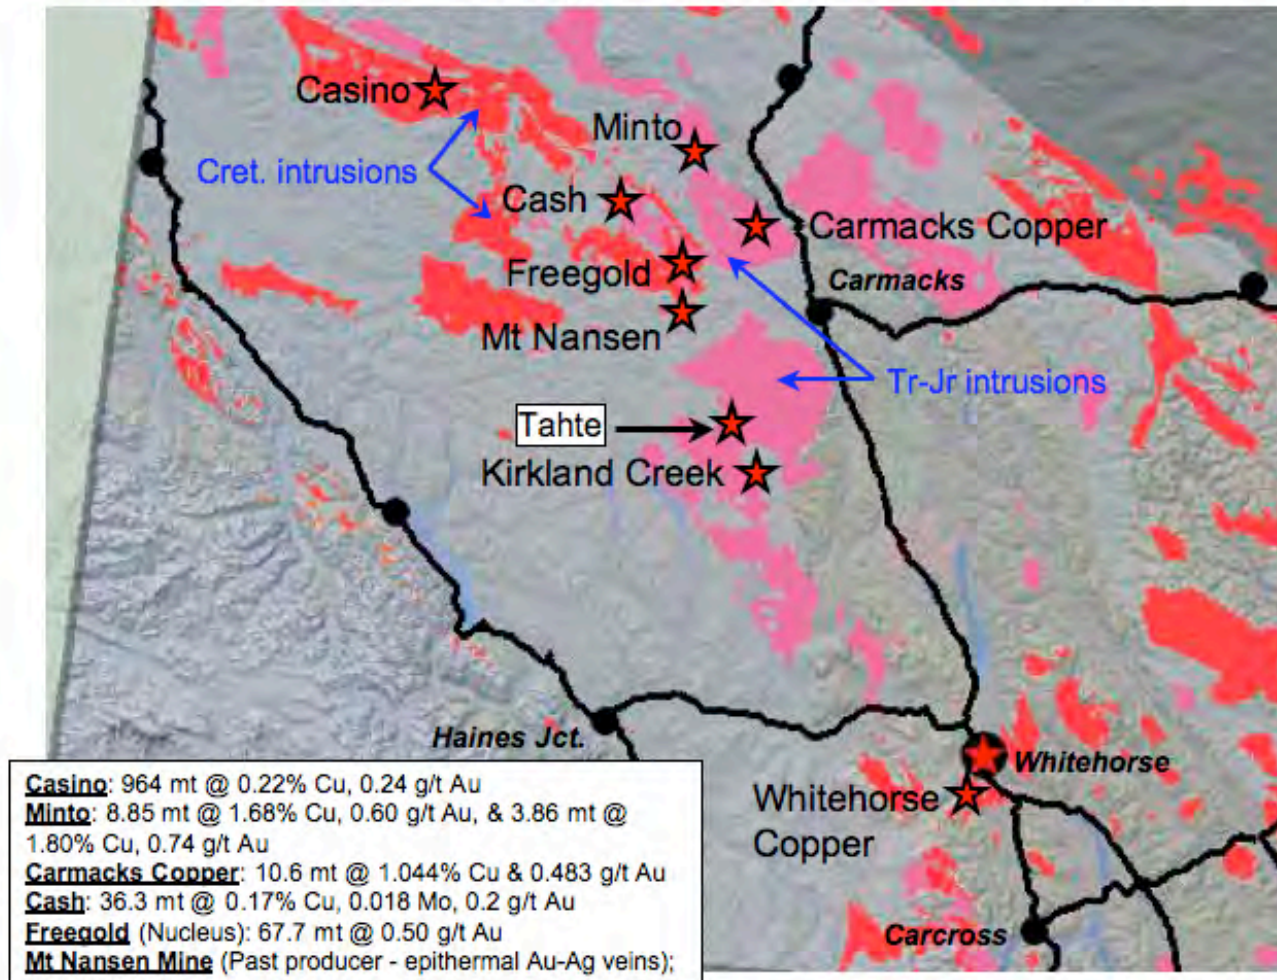 Casino
Minto
Cret. intrusions
Cash
Carmacks Copper
Freegold
Carmacks
Mt Nansen
Tr-Jr intrusions
Tahte
Kirkland Creek
Haines Jct.
Whitehorse
Whitehorse
Copper
Carcross
Casino: 964 mt @ 0.22% Cu, 0.24 g/t Au
Minto: 8.85 mt @ 1.68% Cu, 0.60 g/t Au, & 3.86 mt @
1.80% Cu, 0.74 g/t Au
Carmacks Copper: 10.6 mt @ 1.044% Cu & 0.483 g/t Au
Cash: 36.3 mt @ 0.17% Cu, 0.018 Mo, 0.2 g/t Au
Freegold (Nucleus): 67.7 mt @ 0.50 g/t Au
Mt Nansen Mine (Past producer - epithermal Au-Ag veins);